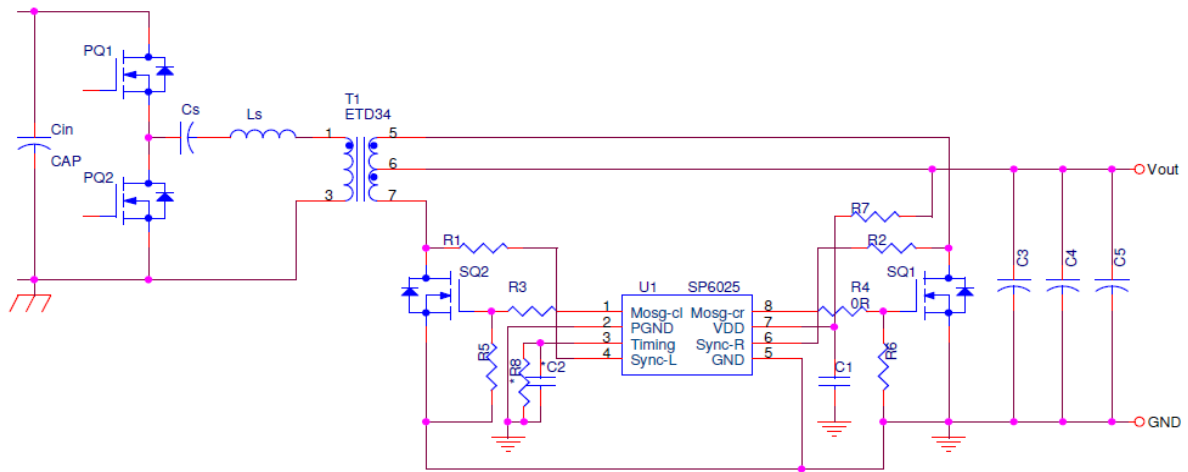 PQ1
Cin
CAP
PQ2
Cs
Ls
T1
ETD34
1
3
5
6
7
Vout
R7
R2
R1
SQ2
R3
U1
SP6025
R4
0R
SQ1
C3
C4
C5
1
Mosg-cl
Mosg-cr
8
2
PGND
VDD
7
3
Timing
Sync-R
6
4
Sync-L
GND
5
R5
*R8
*C2
C1
R6
GND